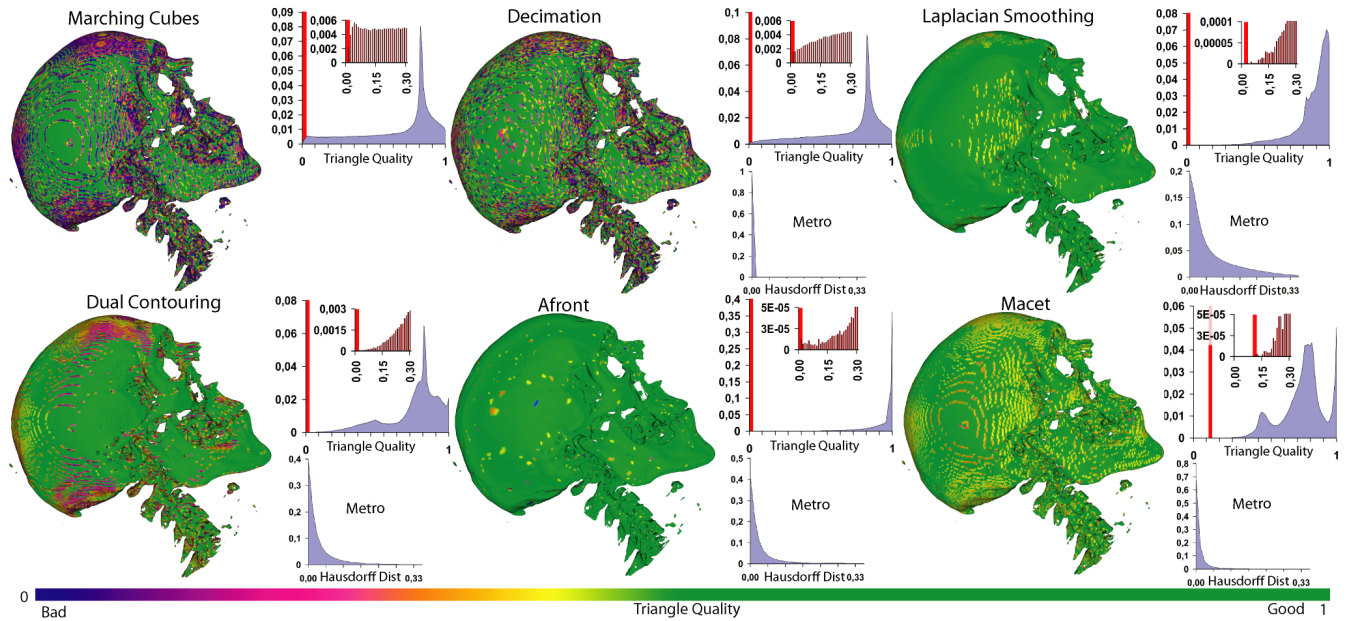 Marching Cubes
0,09
0,08
0,07
0,06
0,05
0,04
0,03
0,02
0,01
0
0,006
0,004
0,002
0
0,00 0,15 0,30
0 Triangle Quality 1
Decimation
0,1
0,08
0,06
0,04
0,02
0
0,006
0,004
0,002
0
0,00 0,15 0,30
0 Triangle Quality 1
1
0,8
0,6
0,4
0,2
0
Metro
0,00 Hausdorff Dist 0,33
Laplacian Smoothing
0,08
0,07
0,06
0,05
0,04
0,03
0,02
0,01
0
0,0001
0,00005
0
0,00 0,15 0,30
0 Triangle Quality 1
0,2
0,15
0,1
0,05
0
Metro
0,00 Hausdorff Dist 0,33
Dual Contouring
0,08
0,06
0,04
0,02
0
0,003
0,0015
0
0,00 0,15 0,30
0 Triangle Quality 1
0,4
0,3
0,2
0,1
0
Metro
0,00 Hausdorff Dist 0,33
Afront
0,4
0,35
0,3
0,25
0,2
0,15
0,1
0,05
0
5E-05
3E-05
0
0,00 0,15 0,30
0 Triangle Quality 1
0,5
0,4
0,3
0,2
0,1
0
Metro
0,00 Hausdorff Dist 0,33
Macet
0,06
0,05
0,04
0,03
0,02
0,01
0
5E-05
3E-05
0
0,00 0,15 0,30
0 Triangle Quality 1
0,8
0,7
0,6
0,5
0,4
0,3
0,2
0,1
0
Metro
0,00 Hausdorff Dist 0,33
0
Bad Triangle Quality Good 1